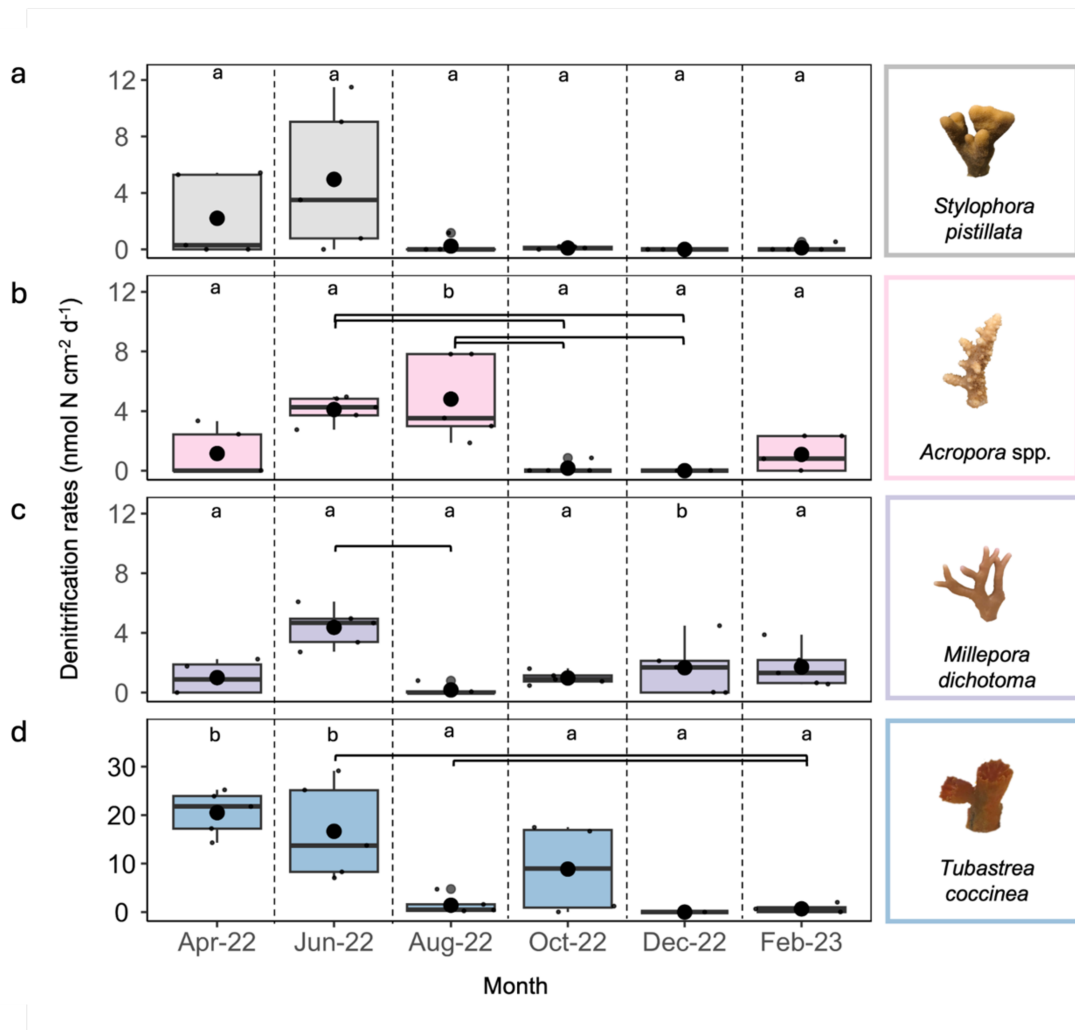 Denitrification rates (nmol N cm⁻² d⁻¹)
a
12
8
4
0
a a a a a a
Stylophora
pistillata
b
12
8
4
0
a a b a a a
Acropora spp.
c
12
8
4
0
a a a a b a
Millepora
dichotoma
d
30
20
10
0
b b a a a a
Tubastrea
coccinea
Apr-22 Jun-22 Aug-22 Oct-22 Dec-22 Feb-23
Month